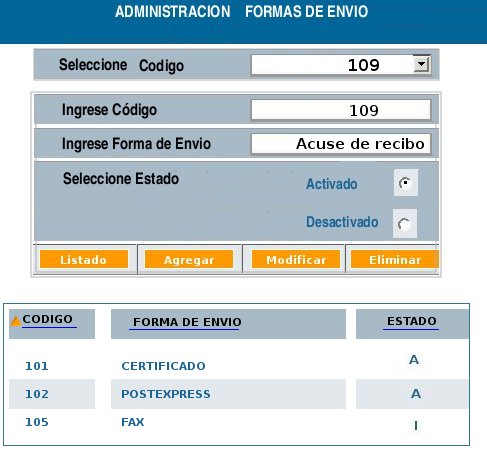 ADMINISTRACION FORMAS DE ENVIO
Seleccione Codigo 109
Ingrese Código 109
Ingrese Forma de Envio Acuse de recibo
Seleccione Estado Activado
Desactivado
Listado Agregar Modificar Eliminar
CODIGO FORMA DE ENVIO ESTADO
101 CERTIFICADO A
102 POSTEXPRESS A
105 FAX I